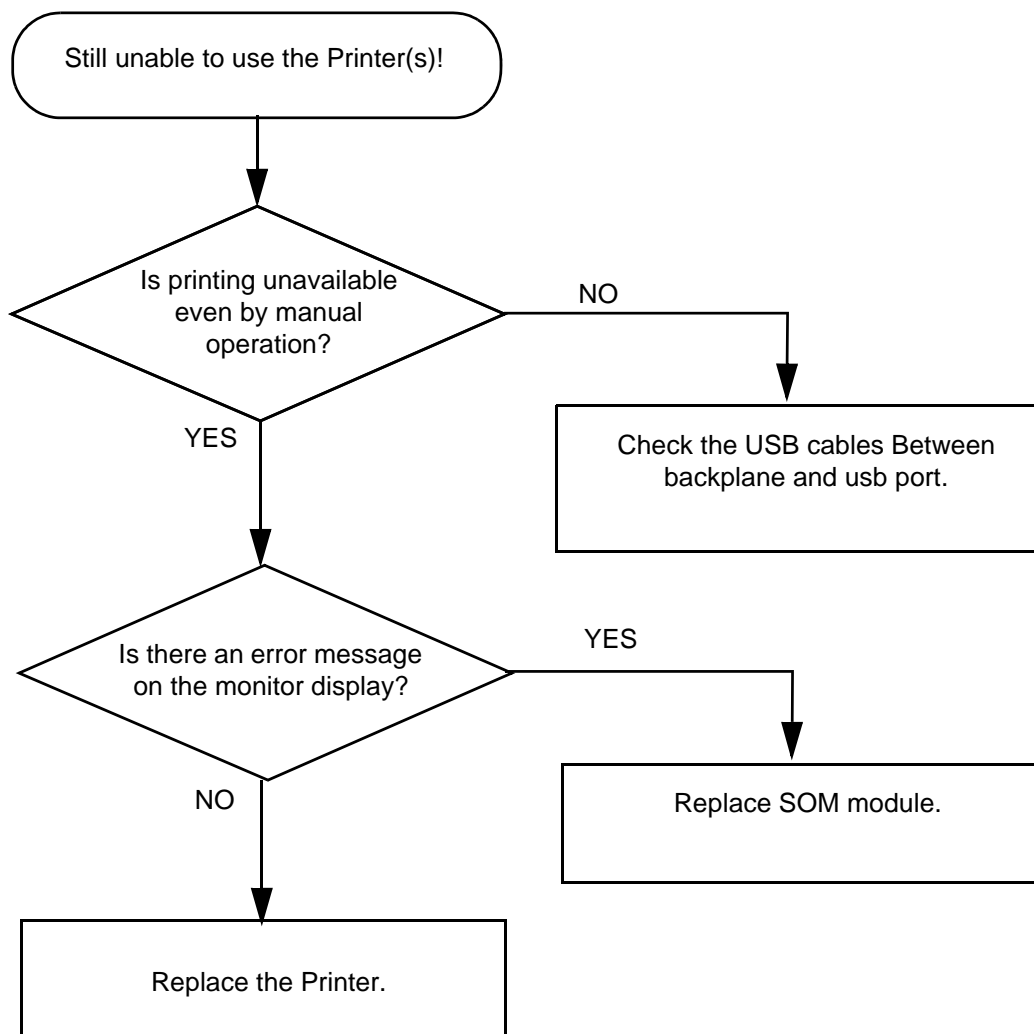 Still unable to use the Printer(s)!
Is printing unavailable
even by manual
operation?
NO
YES
Check the USB cables Between
backplane and usb port.
Is there an error message
on the monitor display?
YES
NO
Replace SOM module.
Replace the Printer.